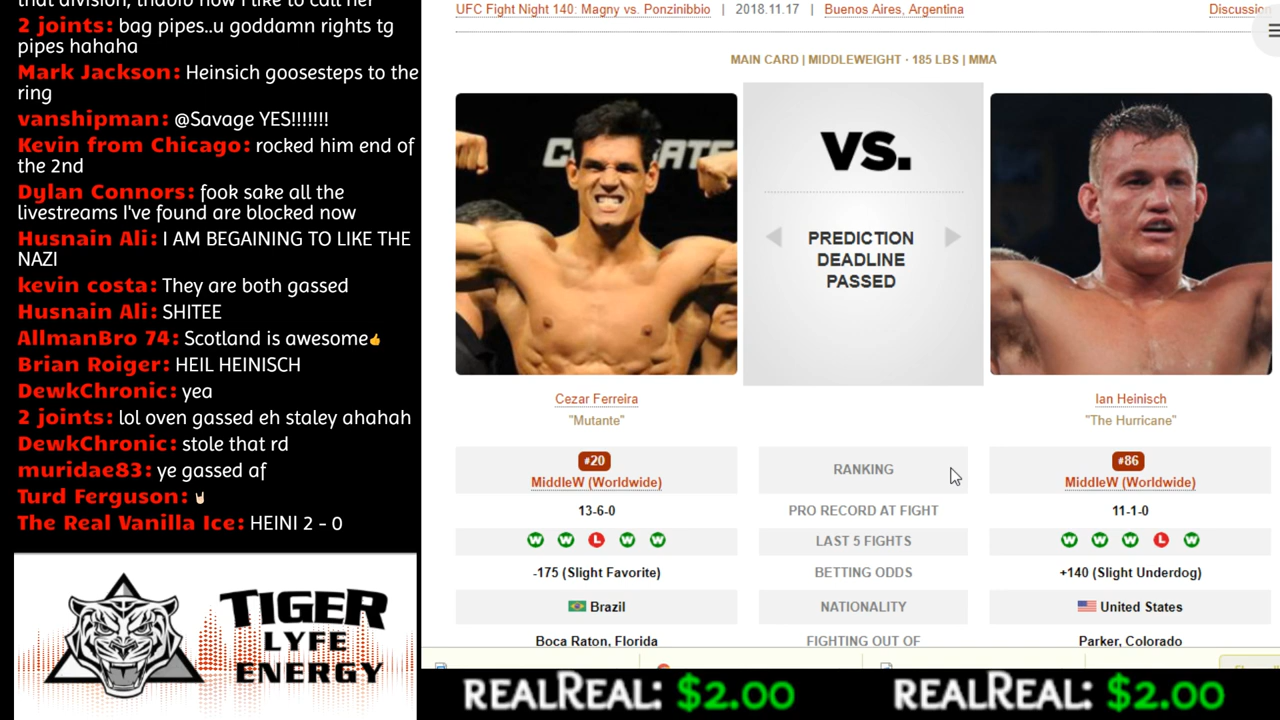 that division, thabib how I like to call her
2 joints: bag pipes..u goddamn rights tg
pipes hahaha
Mark Jackson: Heinsich goosesteps to the
ring
vanshipman: @Savage YES!!!!!!!
Kevin from Chicago: rocked him end of
the 2nd
Dylan Connors: fook sake all the
livestreams I've found are blocked now
Husnain Ali: I AM BEGAINING TO LIKE THE
NAZI
kevin costa: They are both gassed
Husnain Ali: SHITEE
AllmanBro 74: Scotland is awesome👍
Brian Roiger: HEIL HEINISCH
DewkChronic: yea
2 joints: lol oven gassed eh staley ahahah
DewkChronic: stole that rd
muridae83: ye gassed af
Turd Ferguson: 🤘🏻
The Real Vanilla Ice: HEINI 2 - 0
TIGER
LYFE
ENERGY
UFC Fight Night 140: Magny vs. Ponzinibbio | 2018.11.17 | Buenos Aires, Argentina Discussion
MAIN CARD | MIDDLEWEIGHT · 185 LBS | MMA
VS.
PREDICTION
DEADLINE
PASSED
Cezar Ferreira Ian Heinisch
"Mutante" "The Hurricane"
#20 RANKING #86
MiddleW (Worldwide) MiddleW (Worldwide)
13-6-0 PRO RECORD AT FIGHT 11-1-0
W W L W W LAST 5 FIGHTS W W W L W
-175 (Slight Favorite) BETTING ODDS +140 (Slight Underdog)
Brazil NATIONALITY United States
Boca Raton, Florida FIGHTING OUT OF Parker, Colorado
REALREAL: $2.00 REALREAL: $2.00